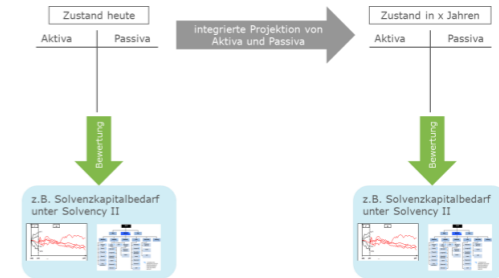 Zustand heute
Zustand in x Jahren
integrierte Projektion von
Aktiva und Passiva
Aktiva Passiva
Aktiva Passiva
Bewertung
Bewertung
z.B. Solvenzkapitalbedarf
unter Solvency II
z.B. Solvenzkapitalbedarf
unter Solvency II